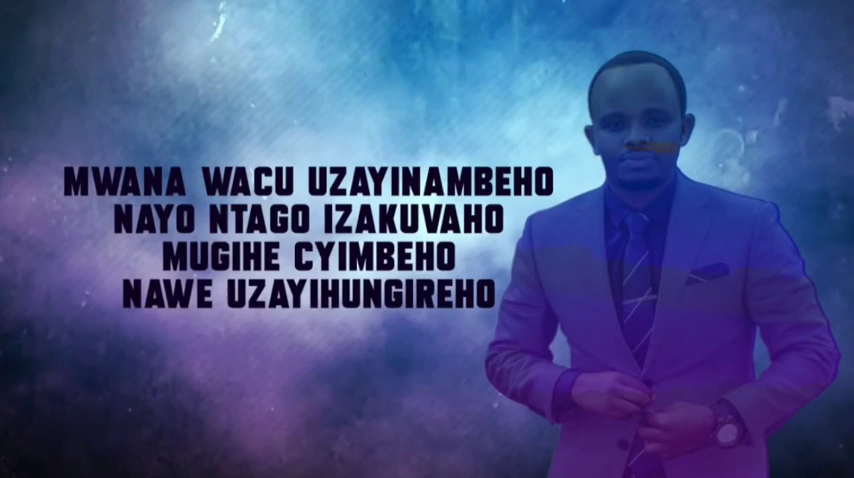 MWANA WACU UZAYINAMBEHO
NAYO NTAGO IZAKUVAHO
MUGIHE CYIMBEHO
NAWE UZAYIHUNGIREHO